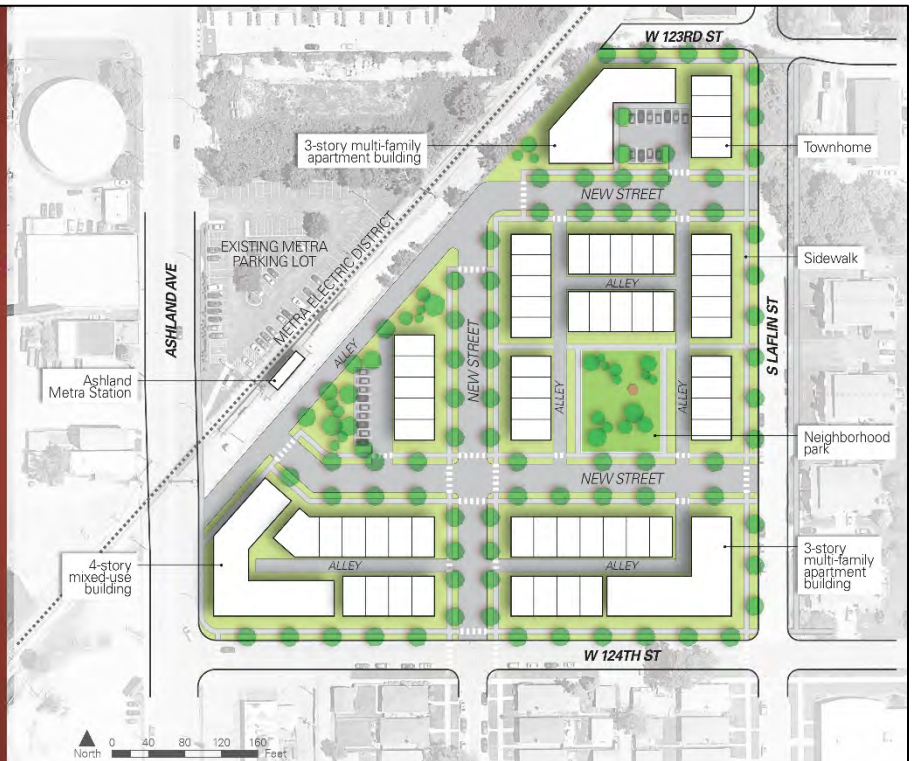 W 123RD ST
3-story multi-family
apartment building
Townhome
NEW STREET
EXISTING METRA
PARKING LOT
METRA ELECTRIC DISTRICT
Sidewalk
ASHLAND AVE
ALLEY
ALLEY
S LAFLIN ST
NEW STREET
Ashland
Metra Station
ALLEY
ALLEY
Neighborhood
park
NEW STREET
4-story
mixed-use
building
ALLEY
ALLEY
3-story
multi-family
apartment
building
W 124TH ST
North
0 40 80 120 160
Feet